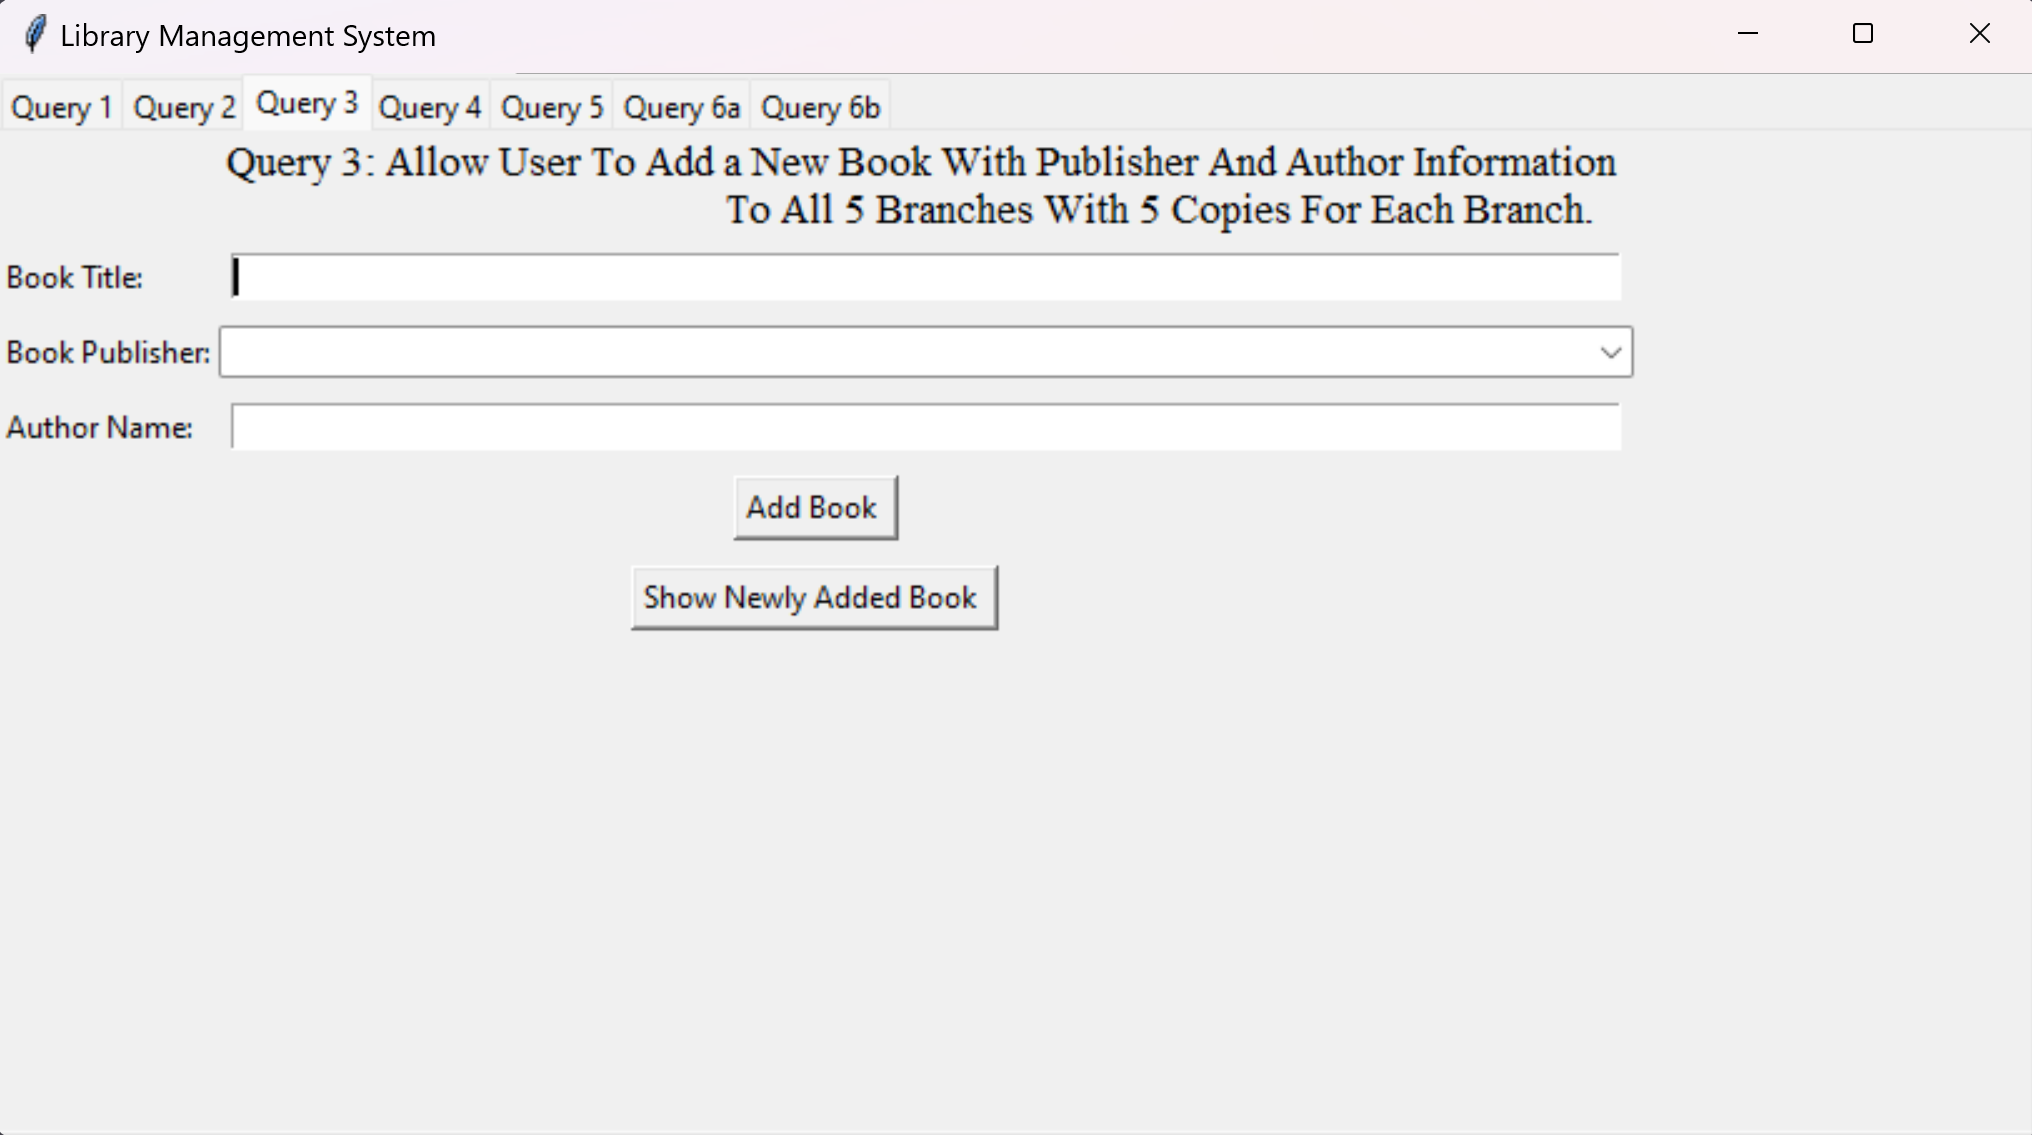 Library Management System
Query 1 Query 2 Query 3 Query 4 Query 5 Query 6a Query 6b
Query 3: Allow User To Add a New Book With Publisher And Author Information
To All 5 Branches With 5 Copies For Each Branch.
Book Title:
Book Publisher:
Author Name:
Add Book
Show Newly Added Book